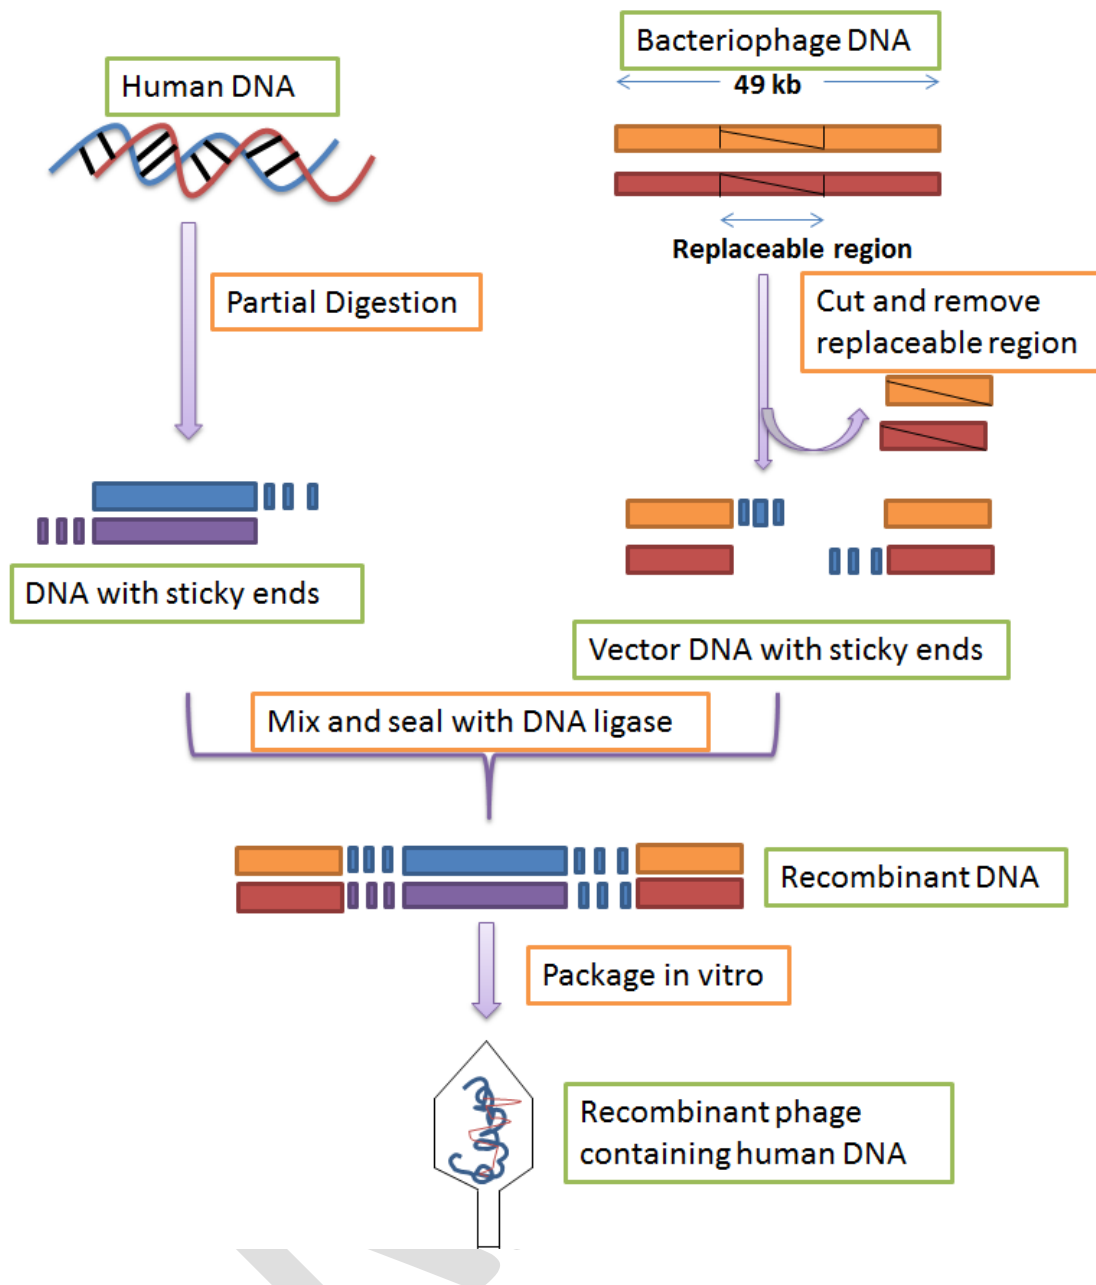 Human DNA
Bacteriophage DNA
49 kb
Replaceable region
Partial Digestion
Cut and remove
replaceable region
DNA with sticky ends
Vector DNA with sticky ends
Mix and seal with DNA ligase
Recombinant DNA
Package in vitro
Recombinant phage
containing human DNA